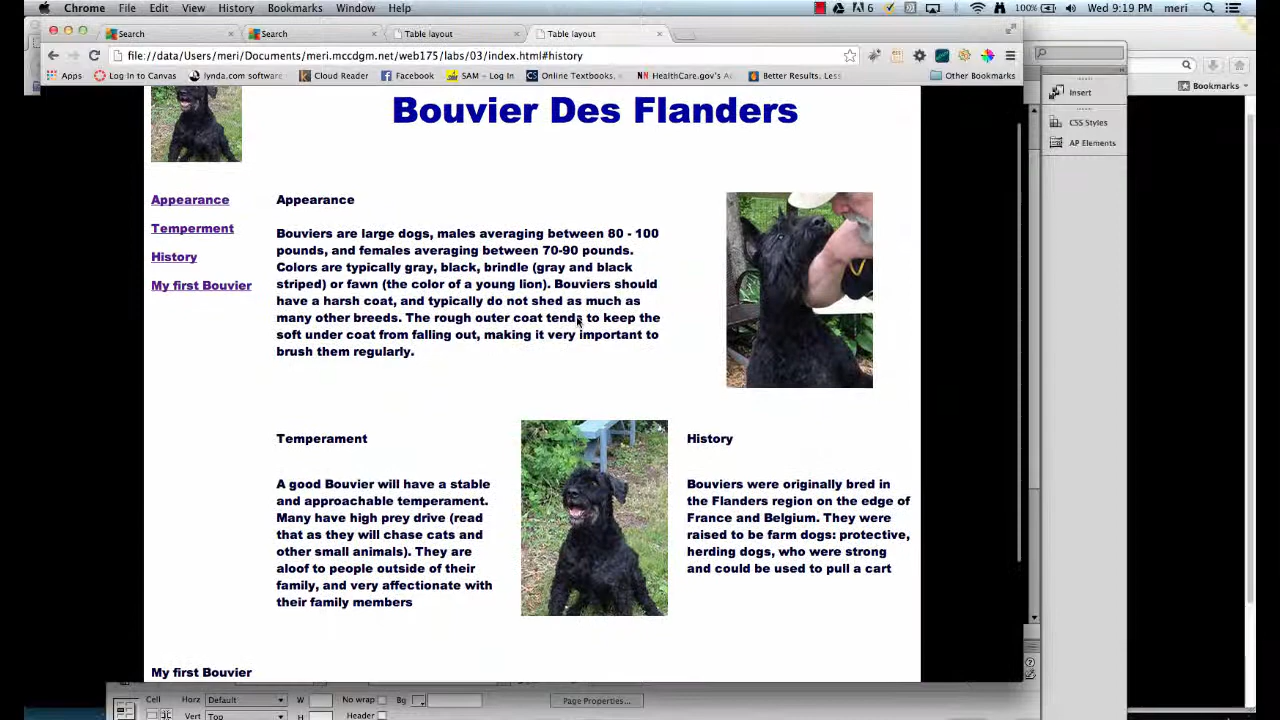 Chrome File Edit View History Bookmarks Window Help 6 100% Wed 9:19 PM meri
Search Search Table layout Table layout
file://data/Users/meri/Documents/meri.mccdgm.net/web175/labs/03/index.html#history
Apps Log In to Canvas lynda.com software Cloud Reader Facebook SAM – Log In Online Textbooks, HealthCare.gov's A Better Results, Less Other Bookmarks
Bookmarks
Insert
CSS Styles
AP Elements
Bouvier Des Flanders
Appearance
Temperment
History
My first Bouvier
Appearance
Bouviers are large dogs, males averaging between 80 - 100
pounds, and females averaging between 70-90 pounds.
Colors are typically gray, black, brindle (gray and black
striped) or fawn (the color of a young lion). Bouviers should
have a harsh coat, and typically do not shed as much as
many other breeds. The rough outer coat tends to keep the
soft under coat from falling out, making it very important to
brush them regularly.
Temperament
A good Bouvier will have a stable
and approachable temperament.
Many have high prey drive (read
that as they will chase cats and
other small animals). They are
aloof to people outside of their
family, and very affectionate with
their family members
History
Bouviers were originally bred in
the Flanders region on the edge of
France and Belgium. They were
raised to be farm dogs: protective,
herding dogs, who were strong
and could be used to pull a cart
My first Bouvier
Cell Horz Default W No wrap Bg Page Properties...
Vert Top H Header